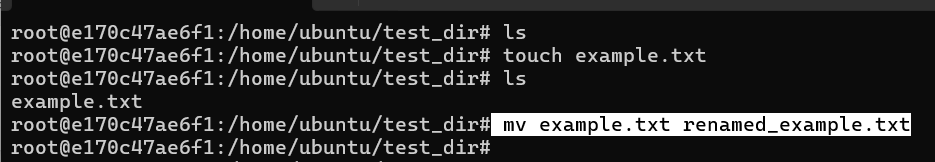 root@e170c47ae6f1:/home/ubuntu/test_dir# ls
root@e170c47ae6f1:/home/ubuntu/test_dir# touch example.txt
root@e170c47ae6f1:/home/ubuntu/test_dir# ls
example.txt
root@e170c47ae6f1:/home/ubuntu/test_dir# mv example.txt renamed_example.txt
root@e170c47ae6f1:/home/ubuntu/test_dir#